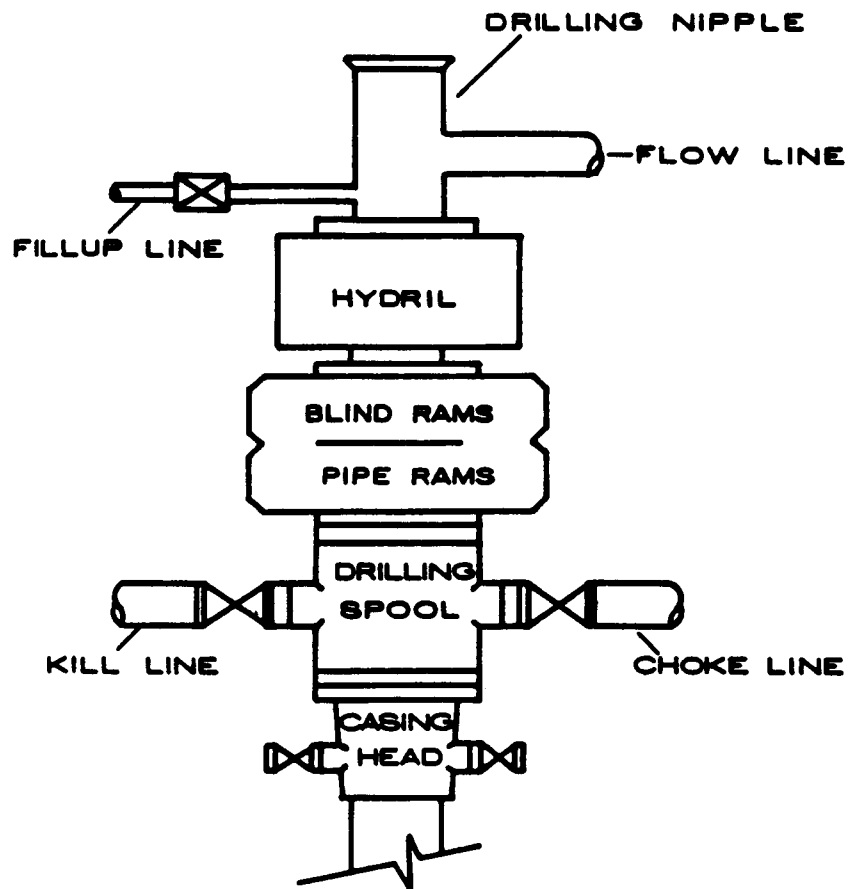 DRILLING NIPPLE
FLOW LINE
FILLUP LINE
HYDRIL
BLIND RAMS
PIPE RAMS
DRILLING
SPOOL
KILL LINE
CHOKE LINE
CASING
HEAD